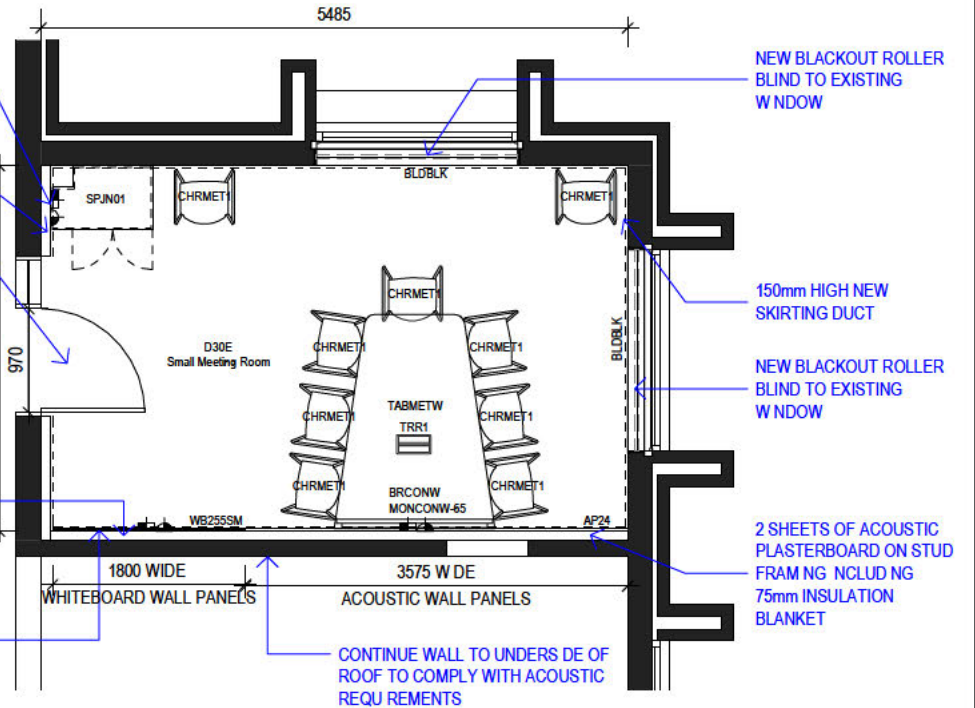 5485
NEW BLACKOUT ROLLER
BLIND TO EXISTING
W NDOW
BLDBLK
SPJN01
CHRMET1
CHRMET1
CHRMET1
150mm HIGH NEW
SKIRTING DUCT
970
D30E
Small Meeting Room
CHRMET1
CHRMET1
BLDBLK
NEW BLACKOUT ROLLER
BLIND TO EXISTING
W NDOW
TABMETW
CHRMET1
CHRMET1
TRR1
CHRMET1
CHRMET1
BRCONW
MONCONW-65
WB255SM
AP24
2 SHEETS OF ACOUSTIC
PLASTERBOARD ON STUD
FRAM NG NCLUD NG
75mm INSULATION
BLANKET
1800 WIDE
3575 W DE
WHITEBOARD WALL PANELS
ACOUSTIC WALL PANELS
CONTINUE WALL TO UNDERS DE OF
ROOF TO COMPLY WITH ACOUSTIC
REQU REMENTS